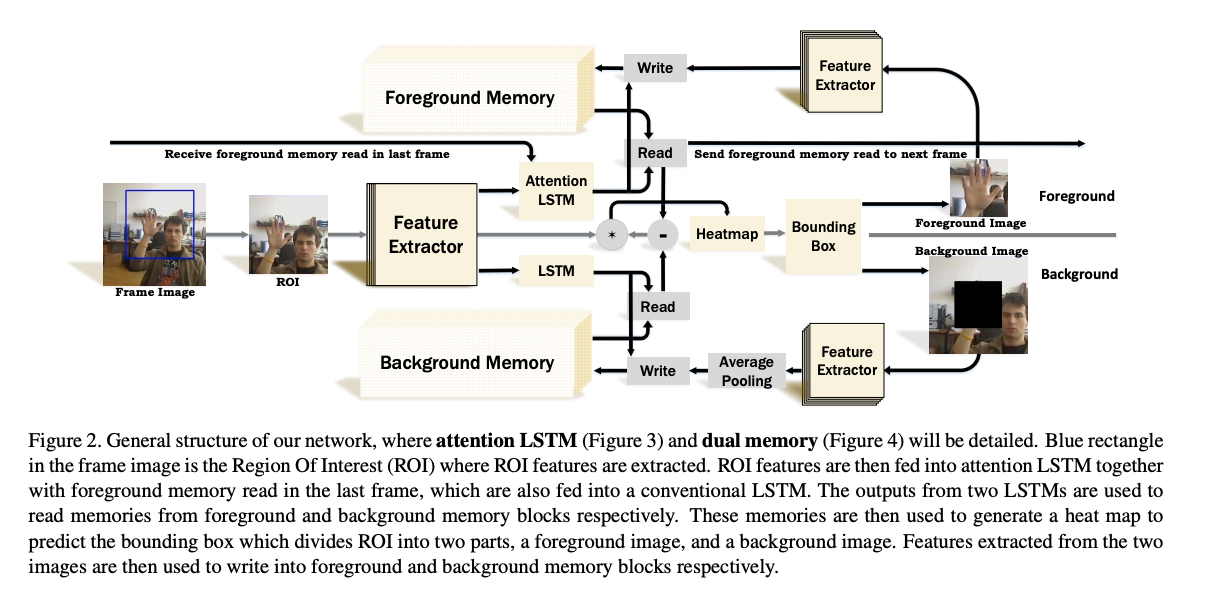 Foreground Memory
Write
Feature
Extractor
Receive foreground memory read in last frame
Read
Send foreground memory read to next frame
Attention
LSTM
Foreground
Foreground Image
Feature
Extractor
*
-
Heatmap
Bounding
Box
Background Image
Background
LSTM
Frame Image
ROI
Read
Background Memory
Write
Average
Pooling
Feature
Extractor
Figure 2. General structure of our network, where attention LSTM (Figure 3) and dual memory (Figure 4) will be detailed. Blue rectangle
in the frame image is the Region Of Interest (ROI) where ROI features are extracted. ROI features are then fed into attention LSTM together
with foreground memory read in the last frame, which are also fed into a conventional LSTM. The outputs from two LSTMs are used to
read memories from foreground and background memory blocks respectively. These memories are then used to generate a heat map to
predict the bounding box which divides ROI into two parts, a foreground image, and a background image. Features extracted from the two
images are then used to write into foreground and background memory blocks respectively.